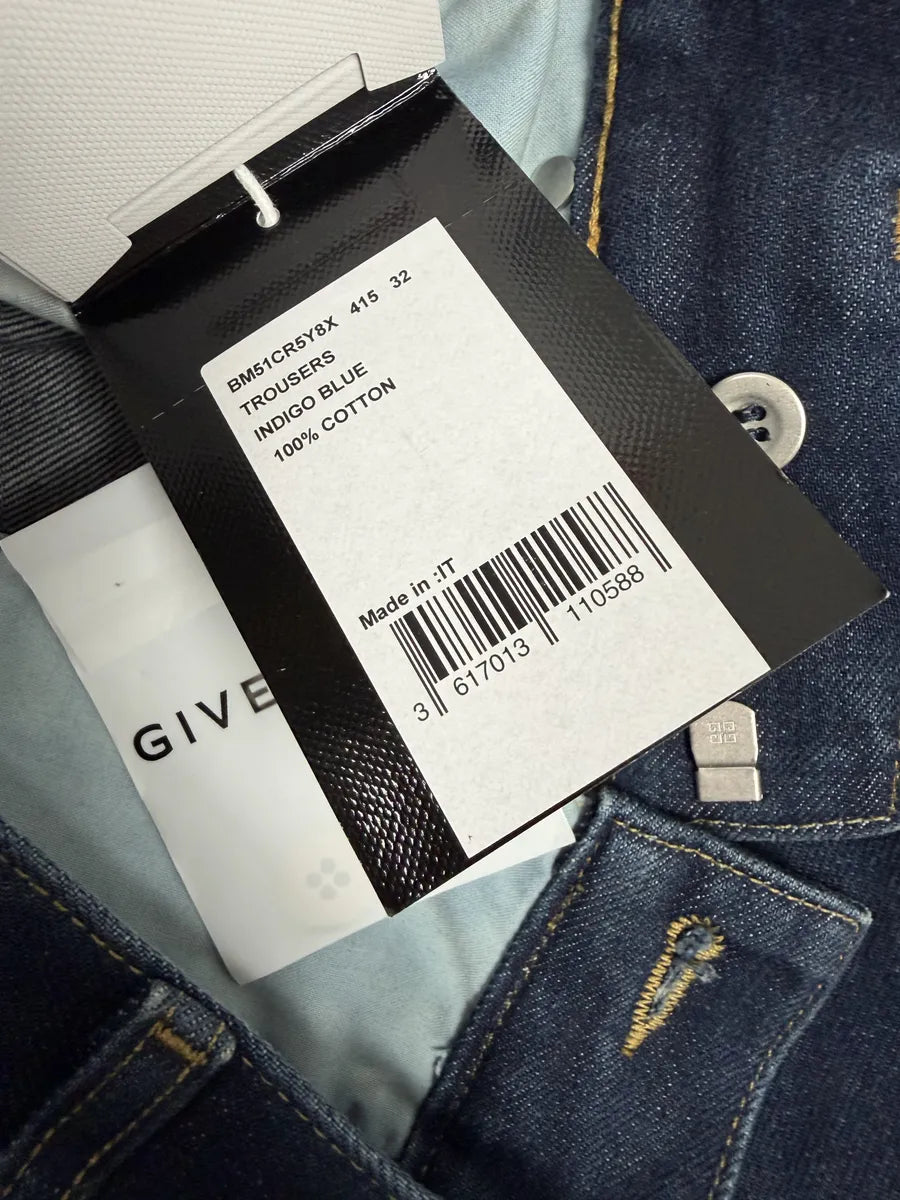 BM51CR5Y8X 415 32
TROUSERS
INDIGO BLUE
100% COTTON
Made in :IT
3 617013 110588
GIVE